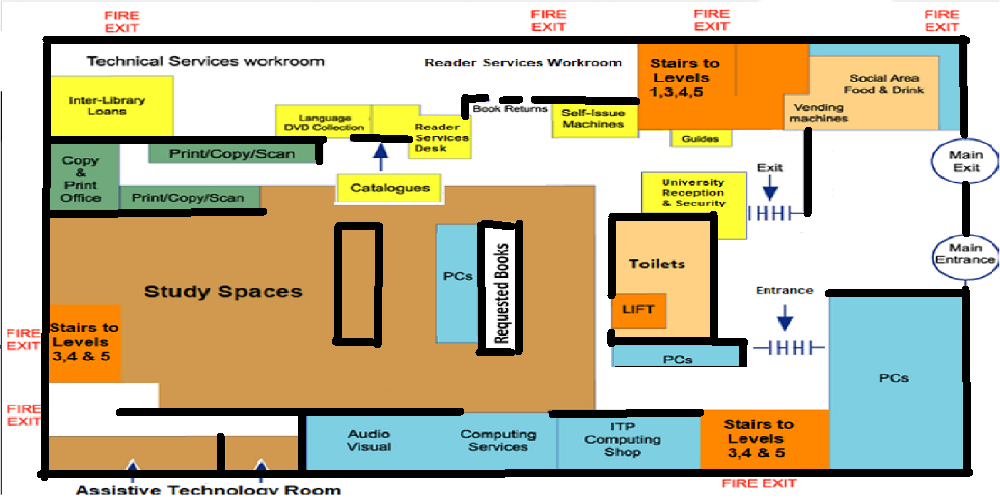 FIRE
EXIT
FIRE
EXIT
FIRE
EXIT
FIRE
EXIT
Technical Services workroom
Reader Services Workroom
Stairs to
Levels
1,3,4,5
Social Area
Food & Drink
Vending
machines
Inter-Library
Loans
Language
DVD Collection
Reader
Services
Desk
Book Returns
Self-Issue
Machines
Guides
Copy
&
Print
Office
Print/Copy/Scan
Print/Copy/Scan
Catalogues
University
Reception
& Security
Exit
Main
Exit
Main
Entrance
Study Spaces
PCs
Requested Books
Toilets
LIFT
Entrance
PCs
PCs
FIRE
EXIT
Stairs to
Levels
3,4 & 5
FIRE
EXIT
Audio
Visual
Computing
Services
ITP
Computing
Shop
Stairs to
Levels
3,4 & 5
FIRE EXIT
Assistive Technology Room